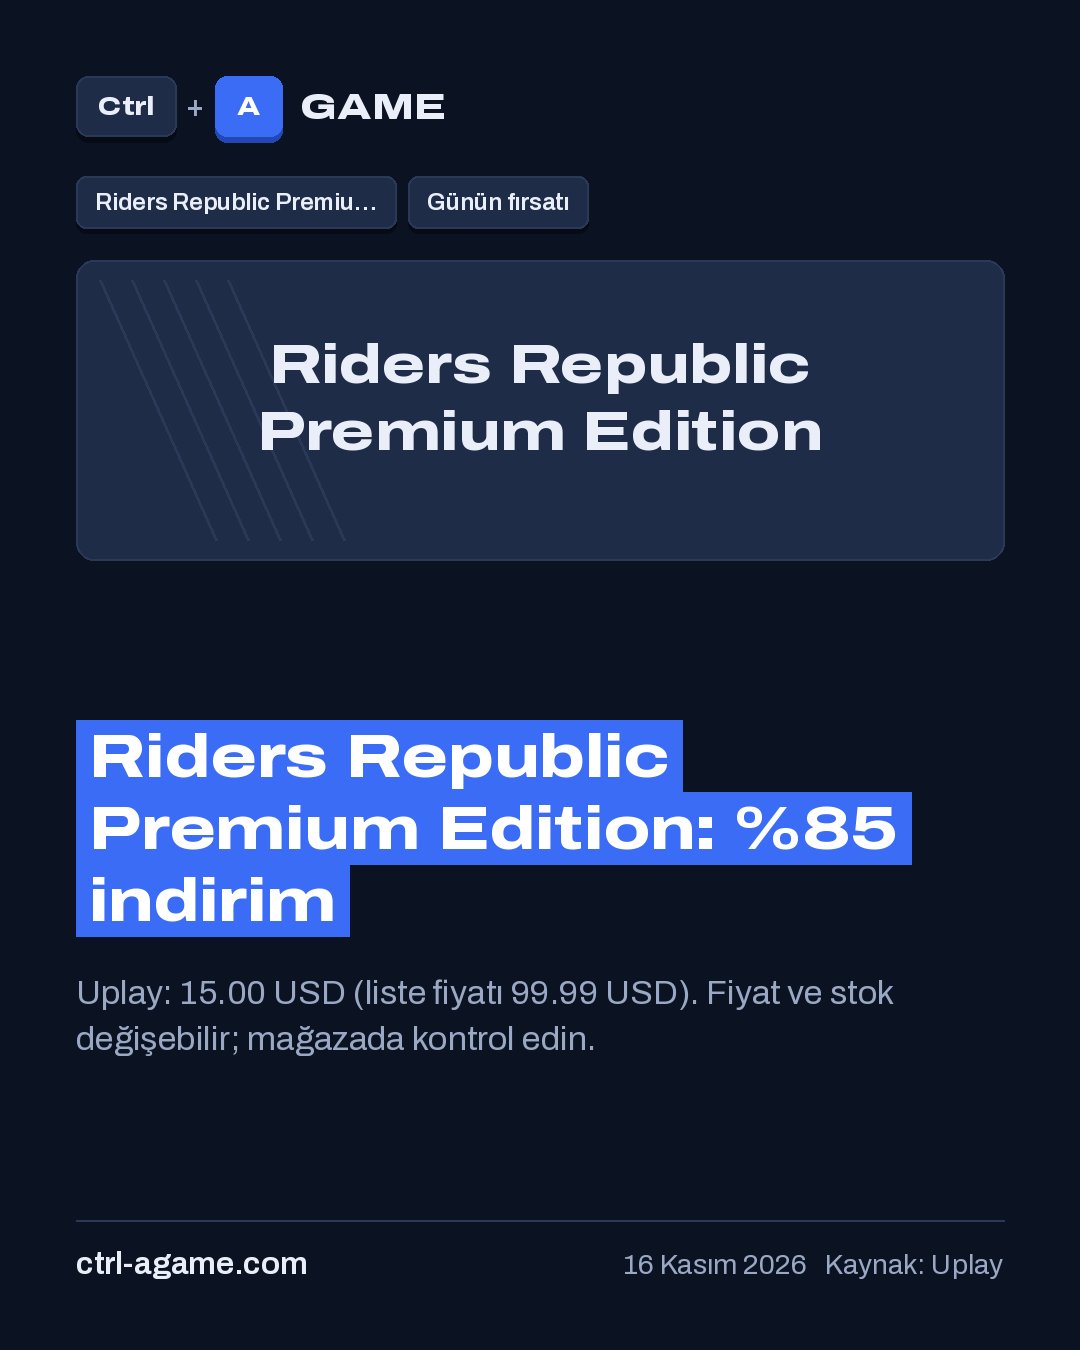 Ctrl + A GAME
Riders Republic Premiu... Günün fırsatı
Riders Republic
Premium Edition
Riders Republic
Premium Edition: %85
indirim
Uplay: 15.00 USD (liste fiyatı 99.99 USD). Fiyat ve stok
değişebilir; mağazada kontrol edin.
ctrl-agame.com 16 Kasım 2026 Kaynak: Uplay